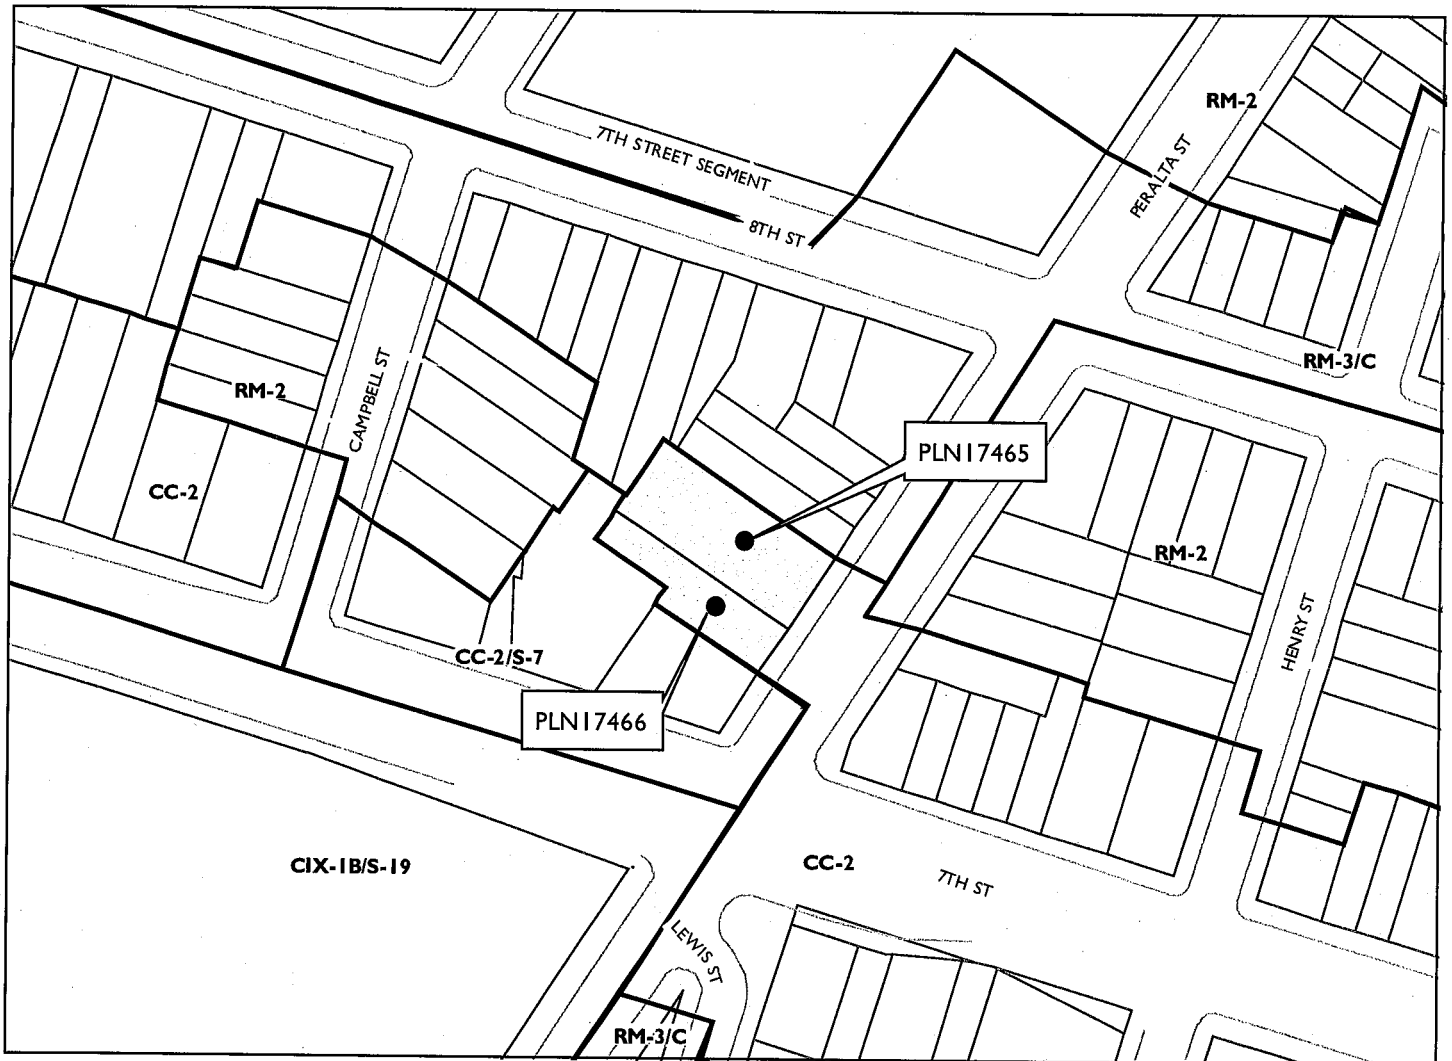 RM-2
7TH STREET SEGMENT
PERALTA ST
8TH ST
RM-3/C
CAMPBELL ST
RM-2
PLN17465
CC-2
RM-2
HENRY ST
CC-2/S-7
PLN17466
CIX-1B/S-19
CC-2
7TH ST
LEWIS ST
RM-3/C